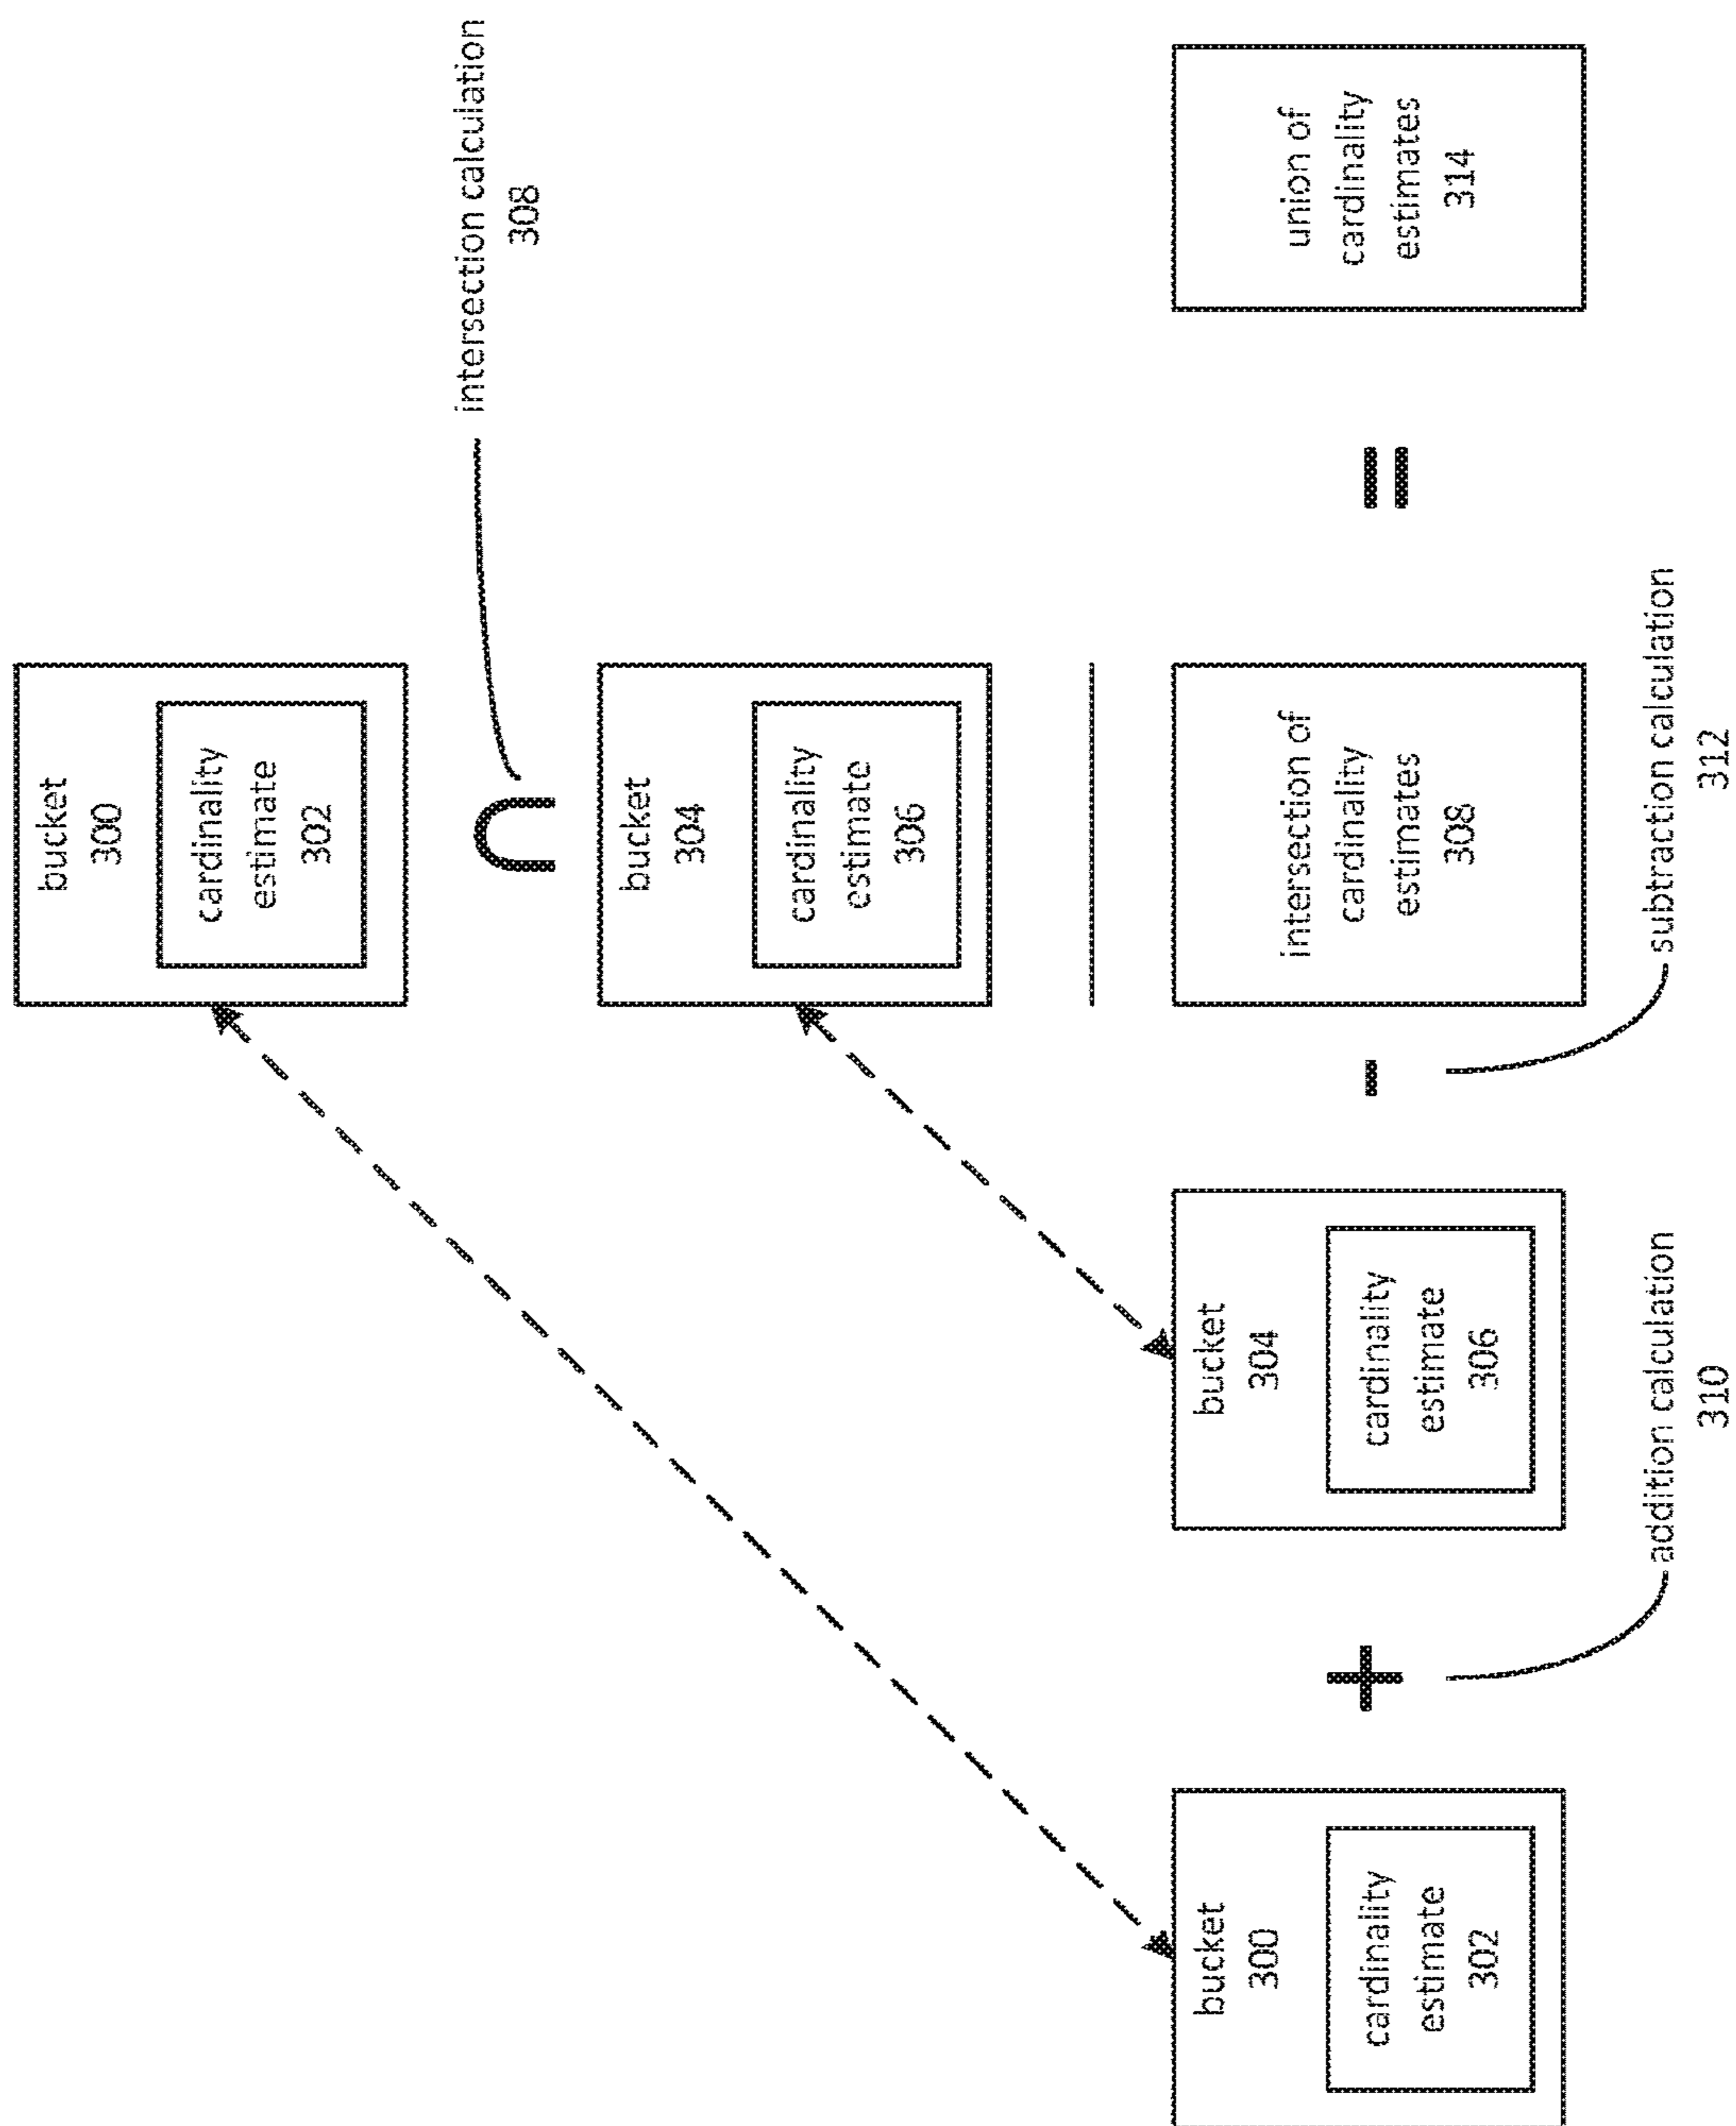 bucket
300
cardinality
estimate
302
∩
intersection calculation
308
bucket
304
cardinality
estimate
306
bucket
300
cardinality
estimate
302
+
bucket
304
cardinality
estimate
306
-
intersection of
cardinality
estimates
308
=
union of
cardinality
estimates
314
addition calculation
310
subtraction calculation
312